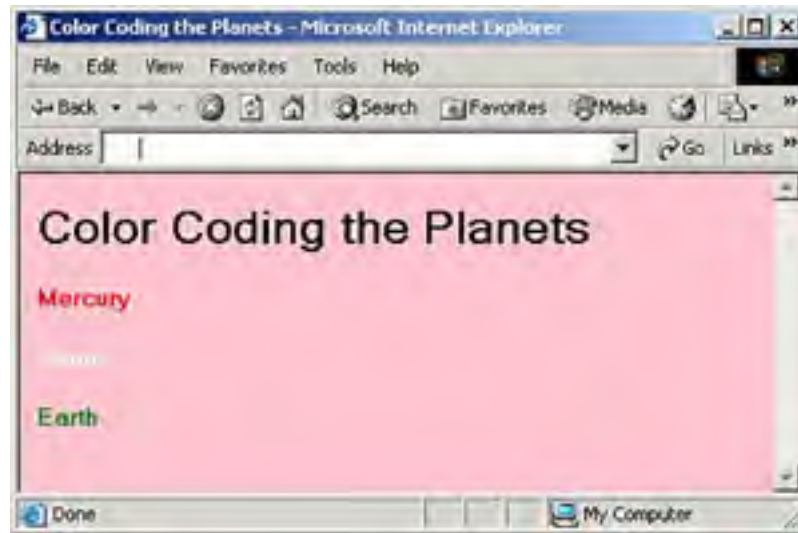 Color Coding the Planets - Microsoft Internet Explorer
File Edit View Favorites Tools Help
Back Search Favorites Media »
Address Go Links »
Color Coding the Planets
Mercury
Earth
Done My Computer